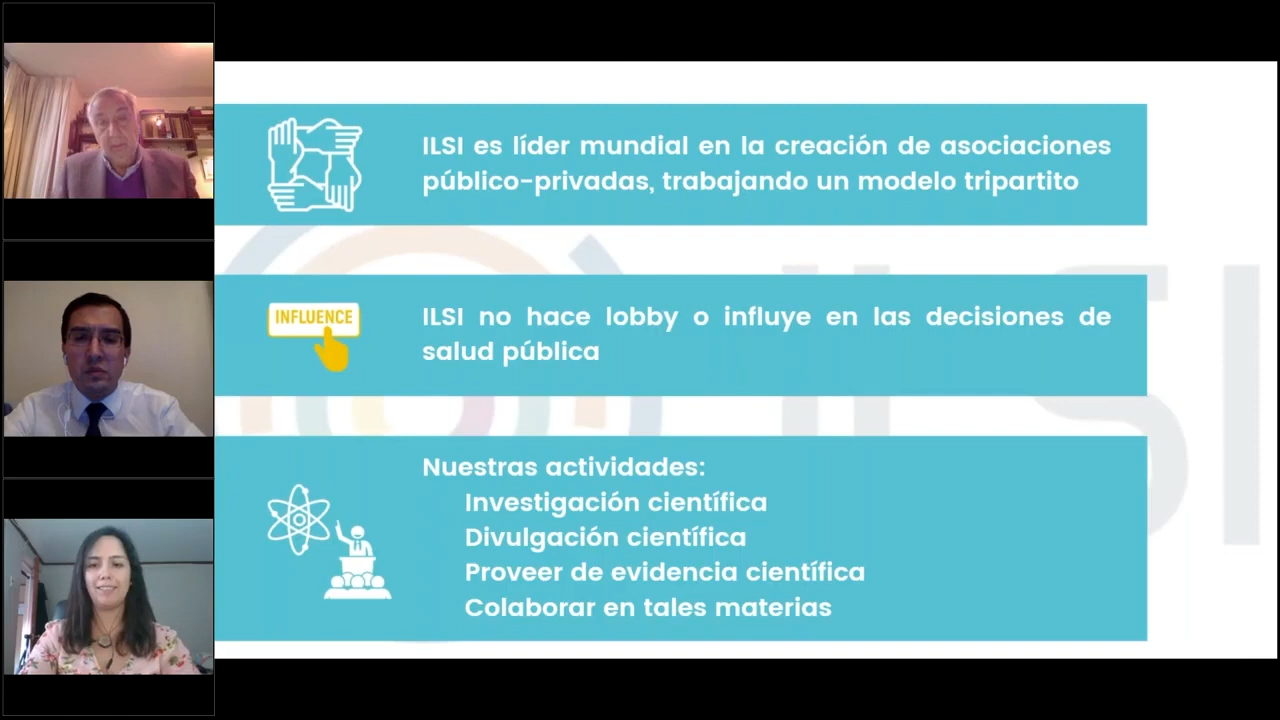 ILSI es líder mundial en la creación de asociaciones
público-privadas, trabajando un modelo tripartito
INFLUENCE
ILSI no hace lobby o influye en las decisiones de
salud pública
Nuestras actividades:
Investigación científica
Divulgación científica
Proveer de evidencia científica
Colaborar en tales materias
ILSI